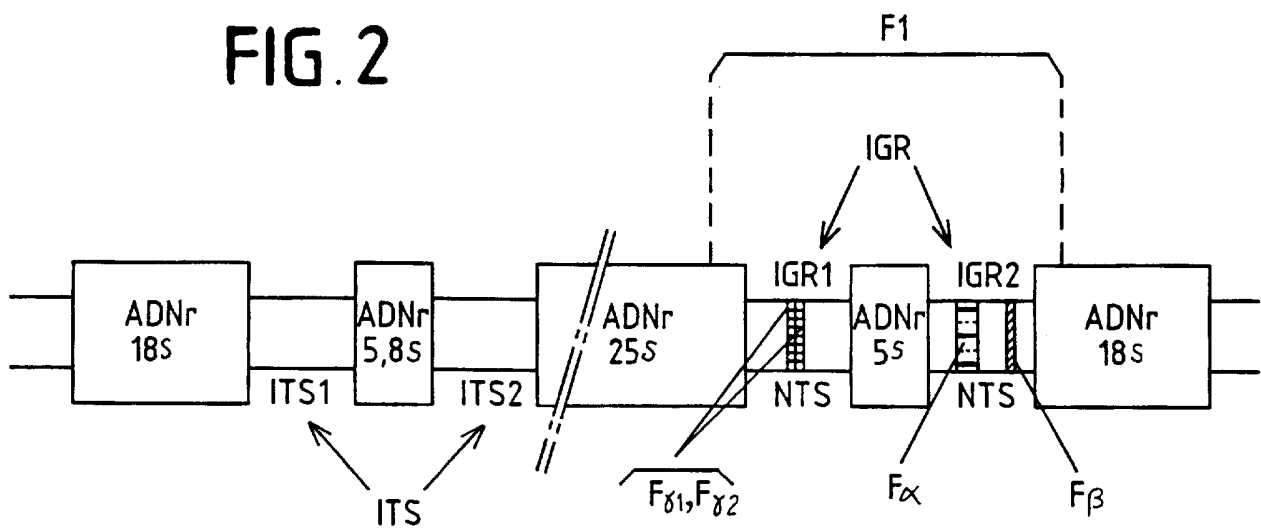 FIG. 2
F1
IGR
IGR1
IGR2
ADNr
18s
ADNr
5,8s
ADNr
25s
ADNr
5s
ADNr
18s
ITS1
ITS2
NTS
NTS
ITS
Fγ1,Fγ2
Fα
Fβ